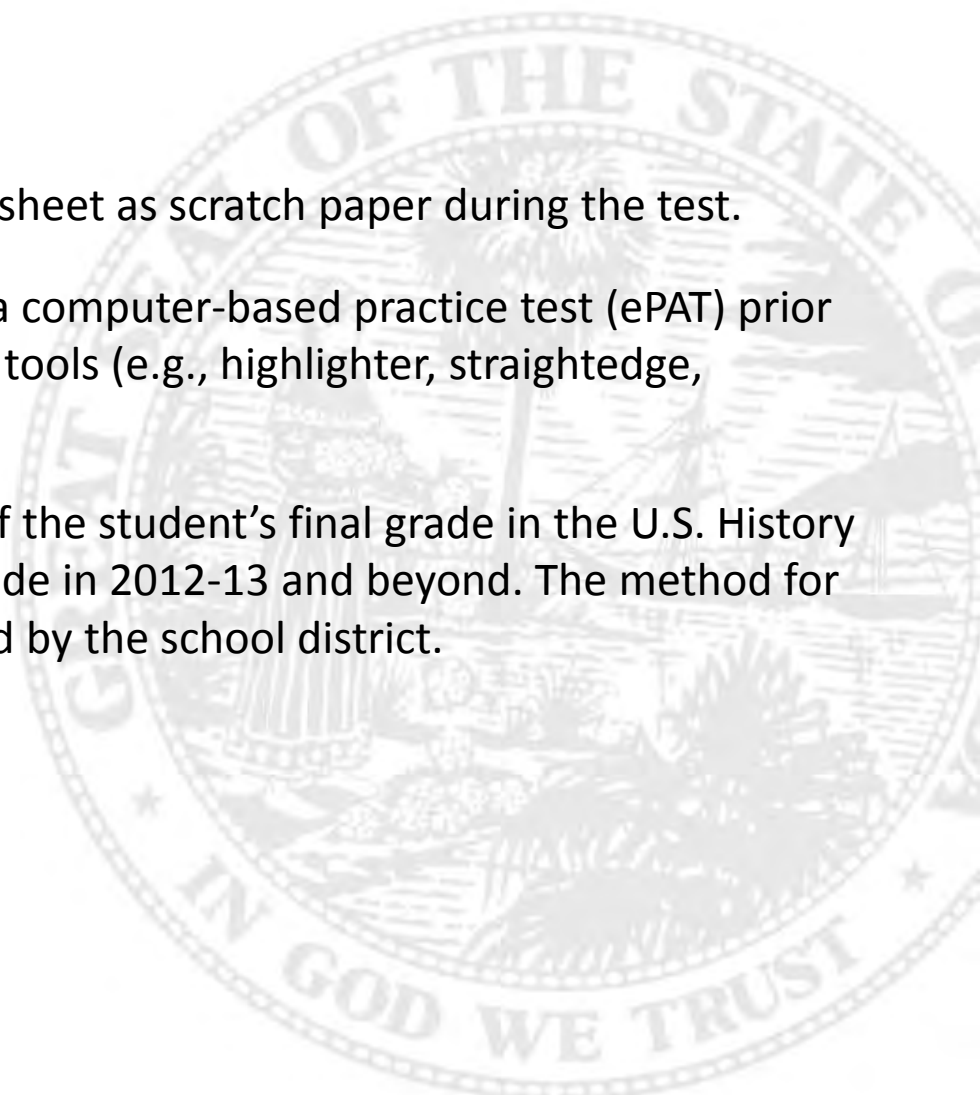 sheet as scratch paper during the test.
a computer-based practice test (ePAT) prior
tools (e.g., highlighter, straightedge,
f the student's final grade in the U.S. History
de in 2012-13 and beyond. The method for
d by the school district.
GREAT SEAL OF THE STATE O
IN GOD WE TRUST